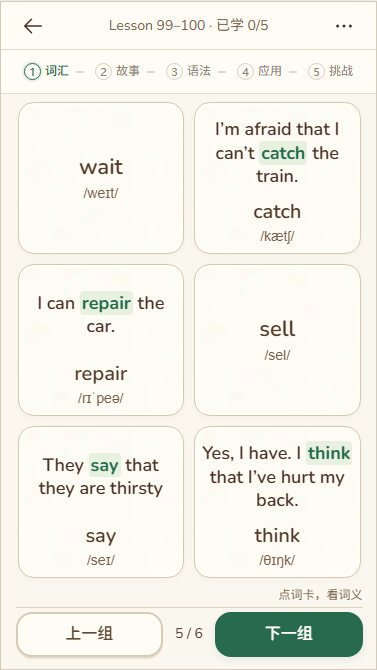 Lesson 99–100 · 已学 0/5
1 词汇 – 2 故事 – 3 语法 – 4 应用 – 5 挑战
wait
/weɪt/
I’m afraid that I
can’t catch the
train.
catch
/kætʃ/
I can repair the
car.
repair
/rɪˈpeə/
sell
/sel/
They say that
they are thirsty
say
/seɪ/
Yes, I have. I think
that I’ve hurt my
back.
think
/θɪŋk/
点词卡，看词义
上一组
5 / 6
下一组